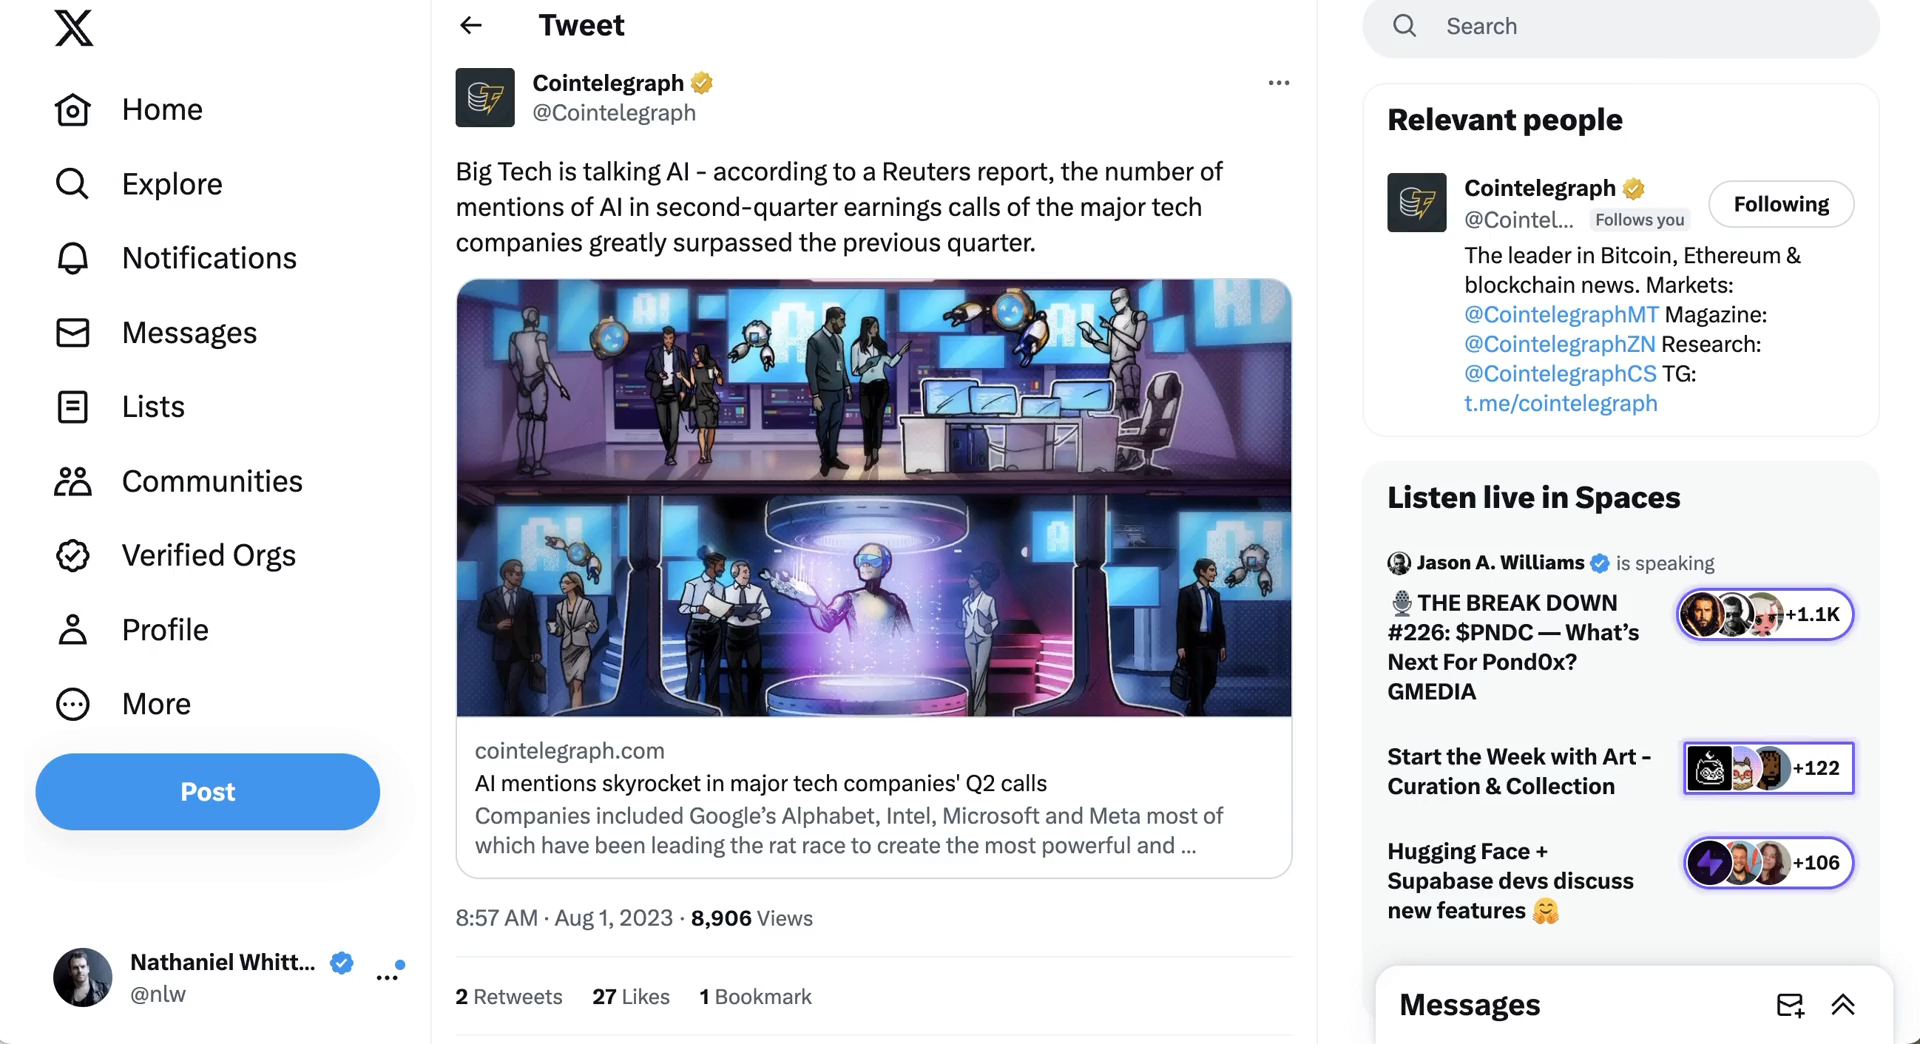 Home
Explore
Notifications
Messages
Lists
Communities
Verified Orgs
Profile
More
Post
Nathaniel Whitt...
@nlw
Tweet
Cointelegraph
@Cointelegraph
Big Tech is talking AI - according to a Reuters report, the number of
mentions of AI in second-quarter earnings calls of the major tech
companies greatly surpassed the previous quarter.
AI
AI
AI
AI
AI
AI
AI
cointelegraph.com
AI mentions skyrocket in major tech companies' Q2 calls
Companies included Google’s Alphabet, Intel, Microsoft and Meta most of
which have been leading the rat race to create the most powerful and ...
8:57 AM · Aug 1, 2023 · 8,906 Views
2 Retweets 27 Likes 1 Bookmark
Search
Relevant people
Cointelegraph
@Cointel... Follows you
Following
The leader in Bitcoin, Ethereum &
blockchain news. Markets:
@CointelegraphMT Magazine:
@CointelegraphZN Research:
@CointelegraphCS TG:
t.me/cointelegraph
Listen live in Spaces
Jason A. Williams is speaking
🎙️THE BREAK DOWN
#226: $PNDC — What’s
Next For Pond0x?
GMEDIA
+1.1K
Start the Week with Art -
Curation & Collection
+122
Hugging Face +
Supabase devs discuss
new features 🤗
+106
Messages